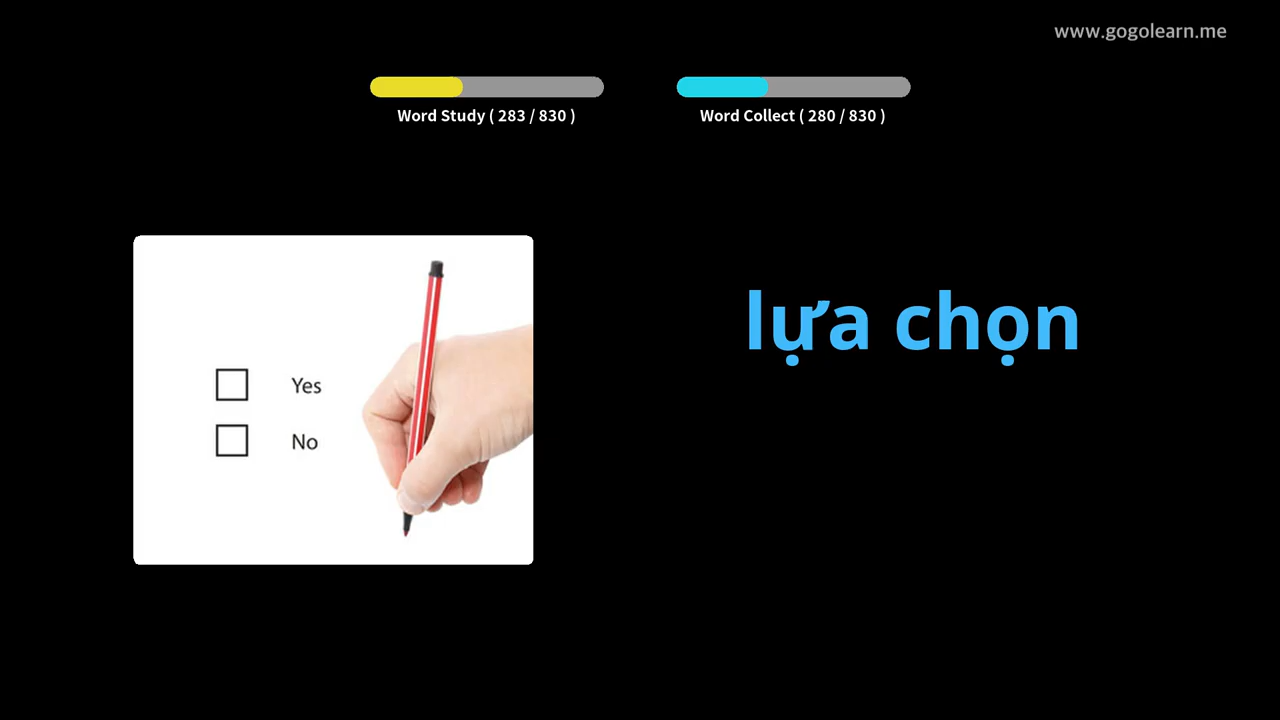 www.gogolearn.me
Word Study ( 283 / 830 )
Word Collect ( 280 / 830 )
lựa chọn
Yes
No